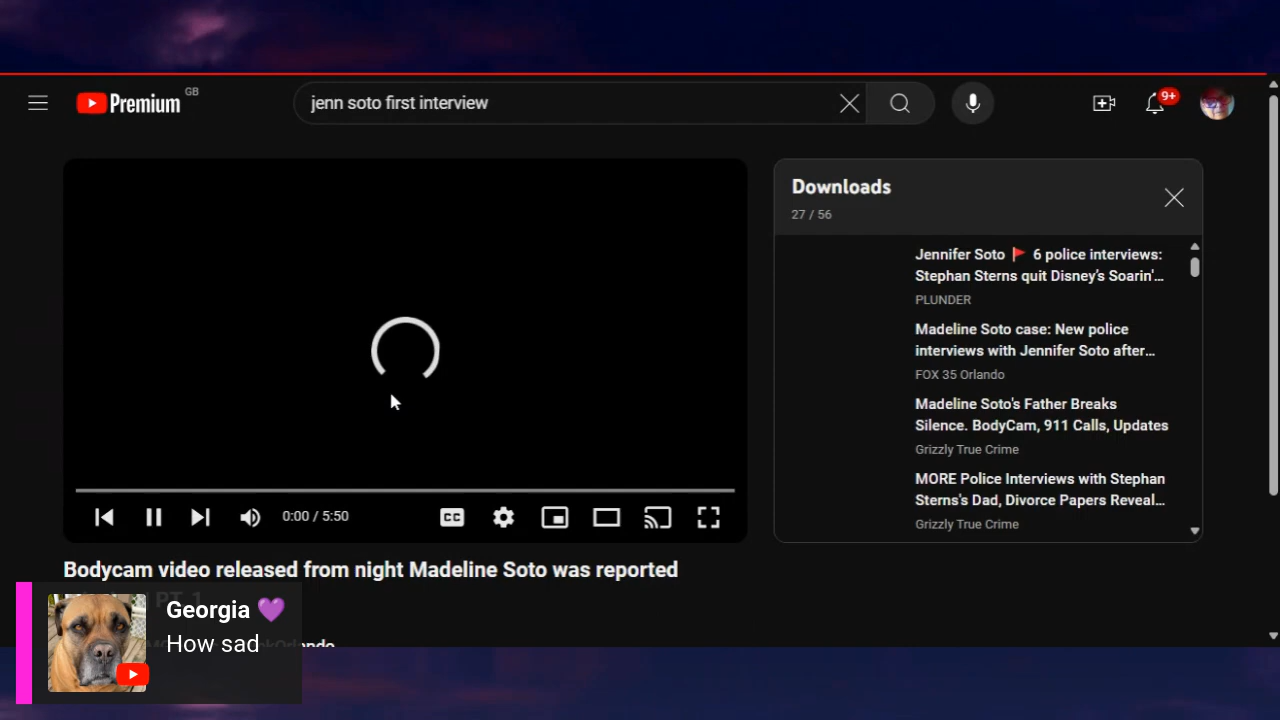 Premium GB
jenn soto first interview
9+
Downloads
27 / 56
Jennifer Soto 🚩 6 police interviews:
Stephan Sterns quit Disney's Soarin'...
PLUNDER
Madeline Soto case: New police
interviews with Jennifer Soto after...
FOX 35 Orlando
Madeline Soto's Father Breaks
Silence. BodyCam, 911 Calls, Updates
Grizzly True Crime
MORE Police Interviews with Stephan
Sterns's Dad, Divorce Papers Reveal...
Grizzly True Crime
0:00 / 5:50
CC
Bodycam video released from night Madeline Soto was reported
PT. 1
Georgia 💜
How sad